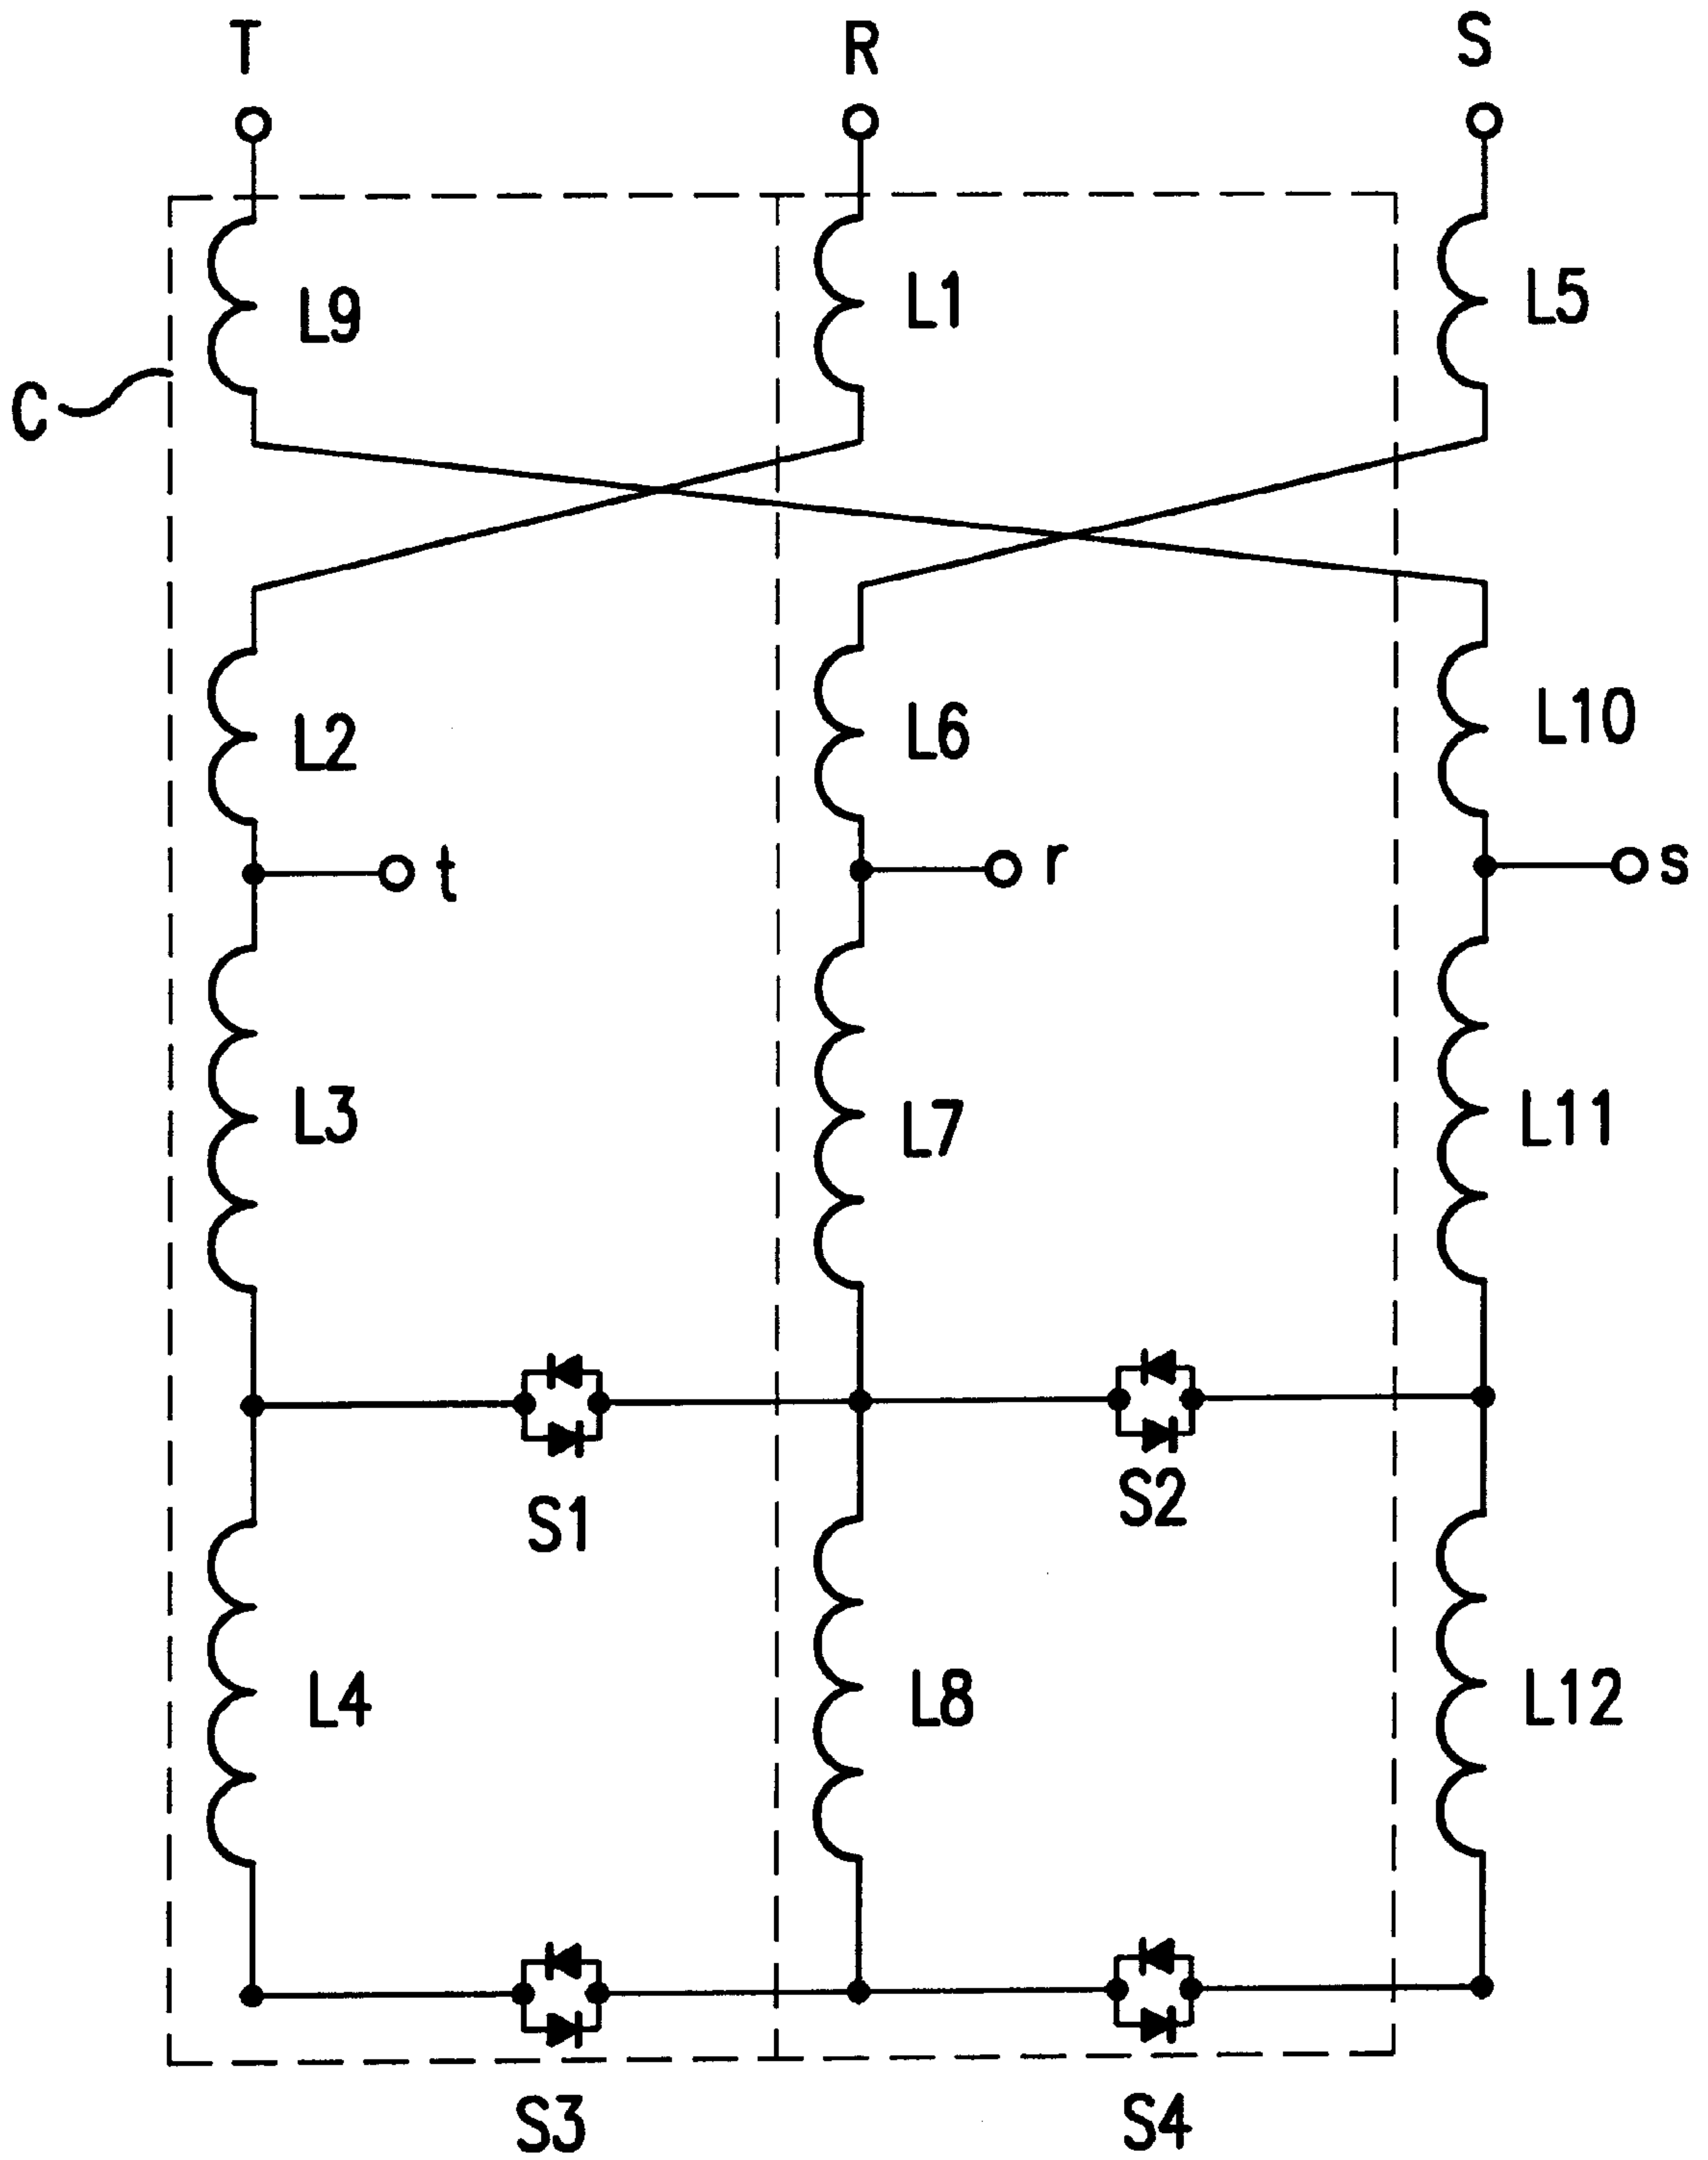 T R S
L9 L1 L5
C
L2 L6 L10
t r s
L3 L7 L11
S1 S2
L4 L8 L12
S3 S4